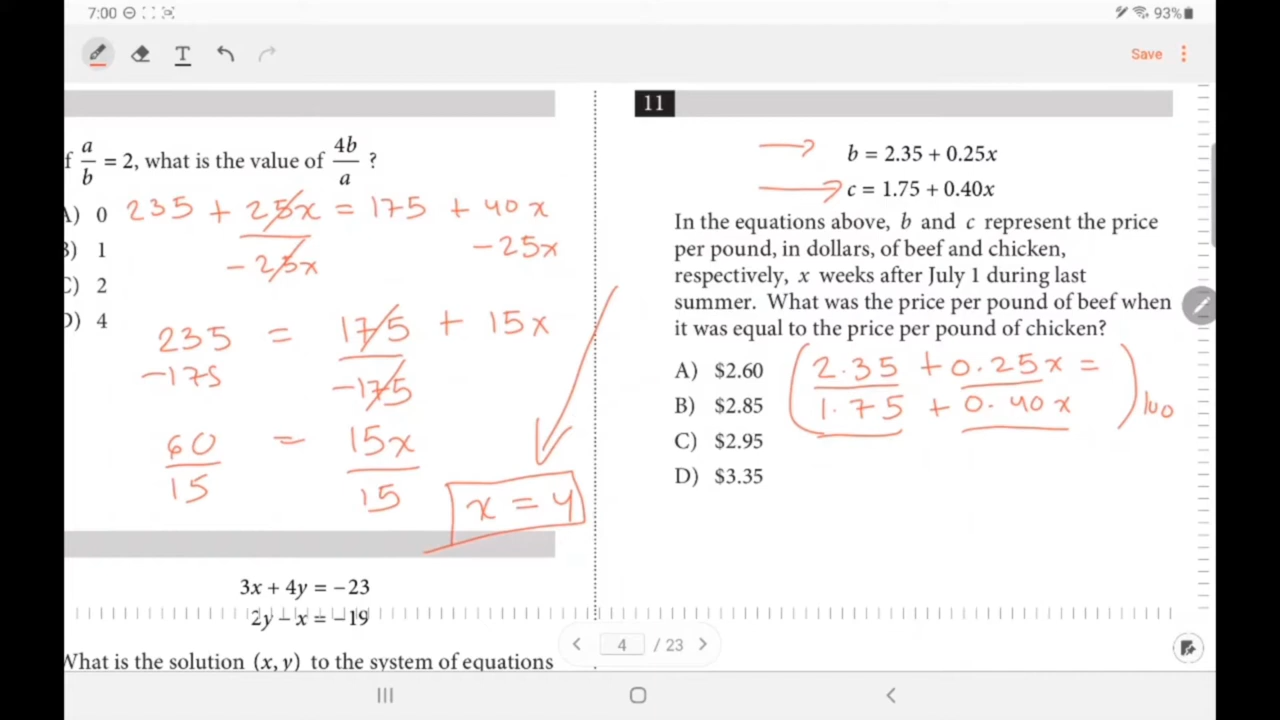 7:00
93%
T
Save
f a/b = 2, what is the value of 4b/a ?
A) 0
B) 1
C) 2
D) 4
235 + 25x = 175 + 40x
-25x -25x
235 = 175 + 15x
-175 -175
60/15 = 15x/15
x = 4
3x + 4y = −23
2y − x = −19
What is the solution (x, y) to the system of equations
11
b = 2.35 + 0.25x
c = 1.75 + 0.40x
In the equations above, b and c represent the price
per pound, in dollars, of beef and chicken,
respectively, x weeks after July 1 during last
summer. What was the price per pound of beef when
it was equal to the price per pound of chicken?
A) $2.60
B) $2.85
C) $2.95
D) $3.35
(2.35 + 0.25x =
1.75 + 0.40x) 100
4 / 23